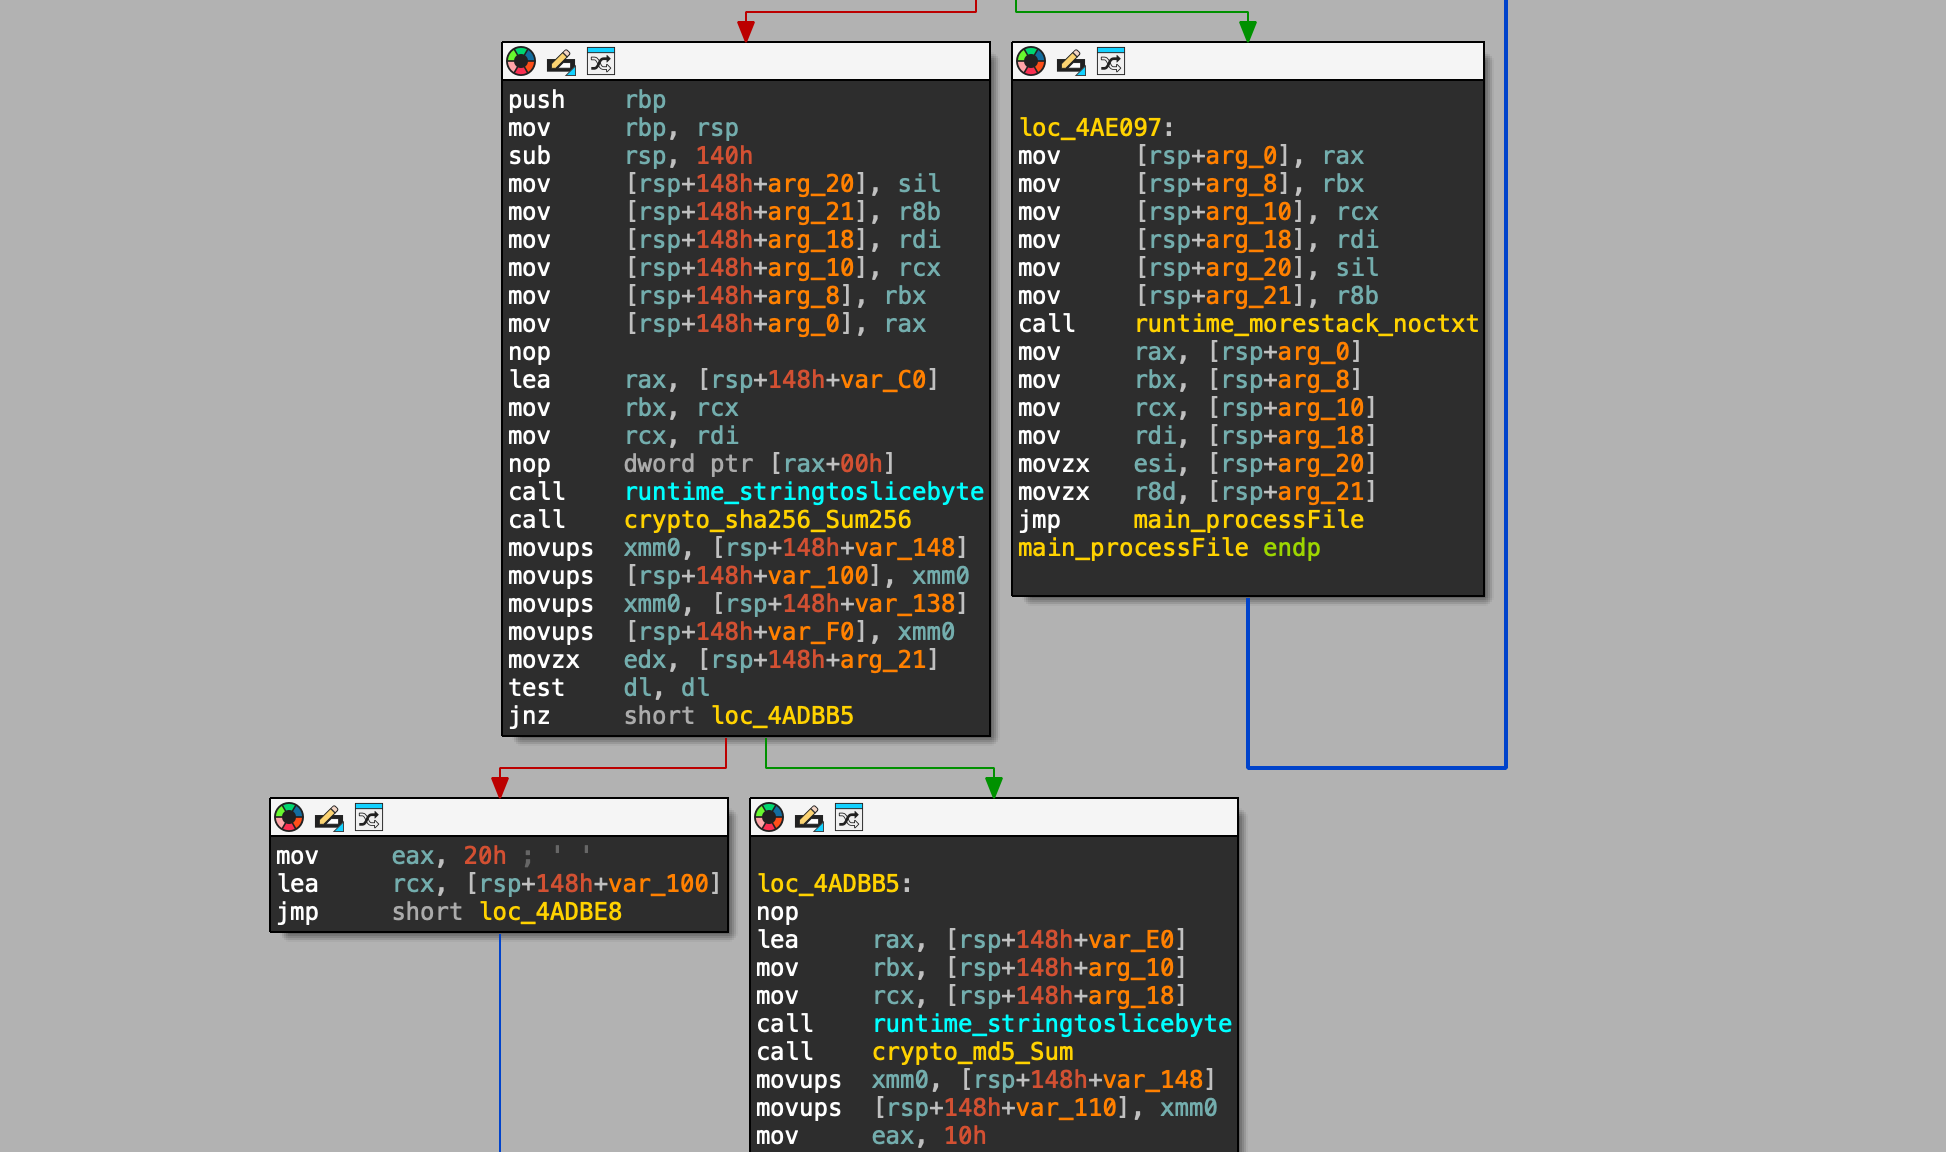 push rbp
mov rbp, rsp
sub rsp, 140h
mov [rsp+148h+arg_20], sil
mov [rsp+148h+arg_21], r8b
mov [rsp+148h+arg_18], rdi
mov [rsp+148h+arg_10], rcx
mov [rsp+148h+arg_8], rbx
mov [rsp+148h+arg_0], rax
nop
lea rax, [rsp+148h+var_C0]
mov rbx, rcx
mov rcx, rdi
nop dword ptr [rax+00h]
call runtime_stringtoslicebyte
call crypto_sha256_Sum256
movups xmm0, [rsp+148h+var_148]
movups [rsp+148h+var_100], xmm0
movups xmm0, [rsp+148h+var_138]
movups [rsp+148h+var_F0], xmm0
movzx edx, [rsp+148h+arg_21]
test dl, dl
jnz short loc_4ADBB5
loc_4AE097:
mov [rsp+arg_0], rax
mov [rsp+arg_8], rbx
mov [rsp+arg_10], rcx
mov [rsp+arg_18], rdi
mov [rsp+arg_20], sil
mov [rsp+arg_21], r8b
call runtime_morestack_noctxt
mov rax, [rsp+arg_0]
mov rbx, [rsp+arg_8]
mov rcx, [rsp+arg_10]
mov rdi, [rsp+arg_18]
movzx esi, [rsp+arg_20]
movzx r8d, [rsp+arg_21]
jmp main_processFile
main_processFile endp
mov eax, 20h ; ' '
lea rcx, [rsp+148h+var_100]
jmp short loc_4ADBE8
loc_4ADBB5:
nop
lea rax, [rsp+148h+var_E0]
mov rbx, [rsp+148h+arg_10]
mov rcx, [rsp+148h+arg_18]
call runtime_stringtoslicebyte
call crypto_md5_Sum
movups xmm0, [rsp+148h+var_148]
movups [rsp+148h+var_110], xmm0
mov eax, 10h